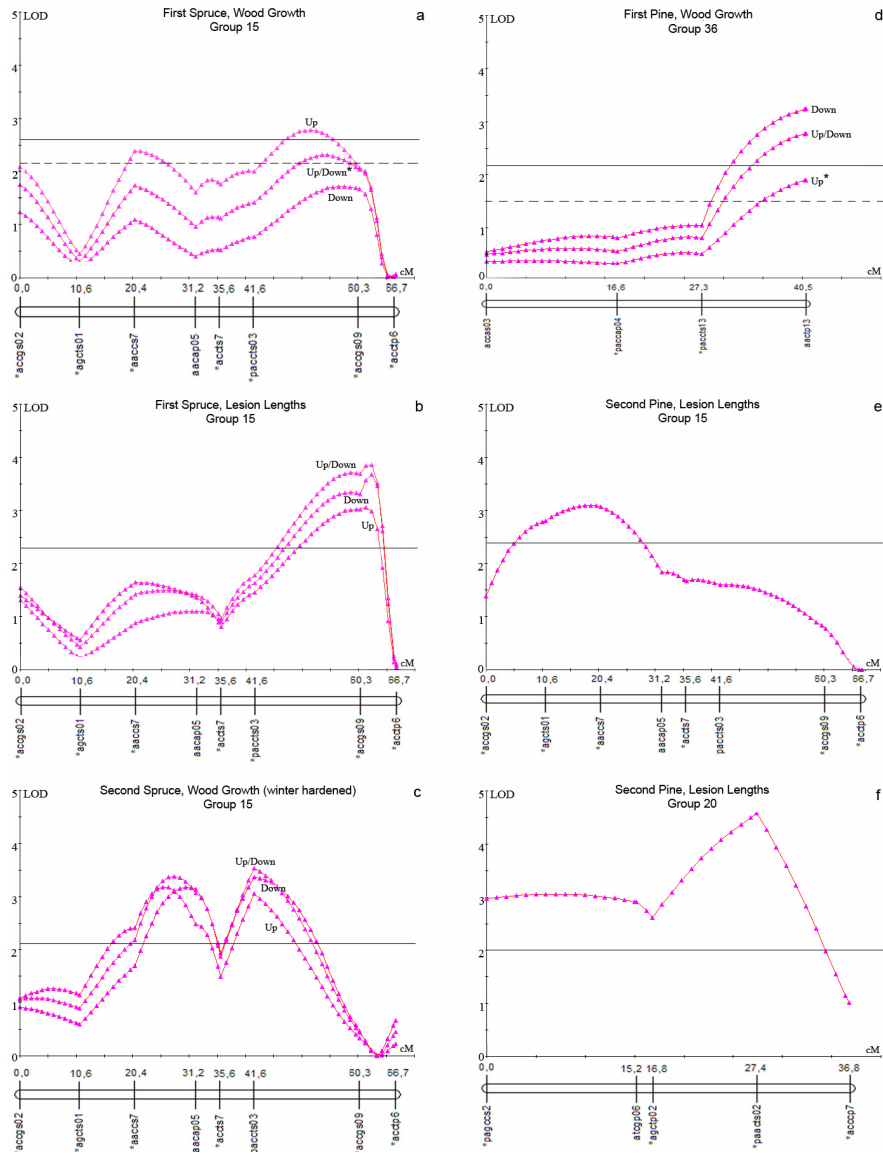 First Spruce, Wood Growth
Group 15
a
5
LOD
4
3
2
1
0
Up
Up/Down*
Down
cM
0,0 10,6 20,4 31,2 35,6 41,6 60,3 66,7
*accgs02 *agcts01 *aaccs7 aacap05 *accts7 *paccts03 *accgs09 *acctp6
First Pine, Wood Growth
Group 36
d
5
LOD
4
3
2
1
0
Down
Up/Down
Up*
cM
0,0 16,6 27,3 40,5
accas03 *paccap04 *paccts13 aactp13
First Spruce, Lesion Lengths
Group 15
b
5
LOD
4
3
2
1
0
Up/Down
Down
Up
cM
0,0 10,6 20,4 31,2 35,6 41,6 60,3 66,7
*accgs02 *agcts01 *aaccs7 aacap05 *accts7 *paccts03 *accgs09 *acctp6
Second Pine, Lesion Lengths
Group 15
e
5
LOD
4
3
2
1
0
cM
0,0 10,6 20,4 31,2 35,6 41,6 60,3 66,7
*accgs02 *agcts01 *aaccs7 aacap05 *accts7 paccts03 *accgs09 *acctp6
Second Spruce, Wood Growth (winter hardened)
Group 15
c
5
LOD
4
3
2
1
0
Up/Down
Down
Up
cM
0,0 10,6 20,4 31,2 35,6 41,6 60,3 66,7
*accgs02 *agcts01 *aaccs7 aacap05 *accts7 paccts03 *accgs09 *acctp6
Second Pine, Lesion Lengths
Group 20
f
5
LOD
4
3
2
1
0
cM
0,0 15,2 16,8 27,4 36,8
*pagccs2 atcgp06 *agctp02 *paacts02 *acccp7